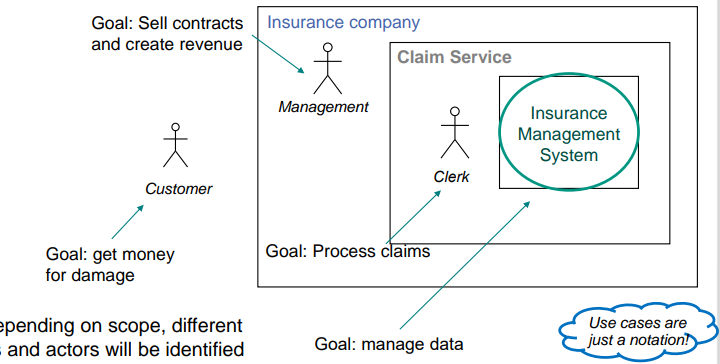 Goal: Sell contracts
and create revenue
Insurance company
Claim Service
Management
Insurance
Management
System
Customer
Clerk
Goal: get money
for damage
Goal: Process claims
depending on scope, different
and actors will be identified
Goal: manage data
Use cases are
just a notation!